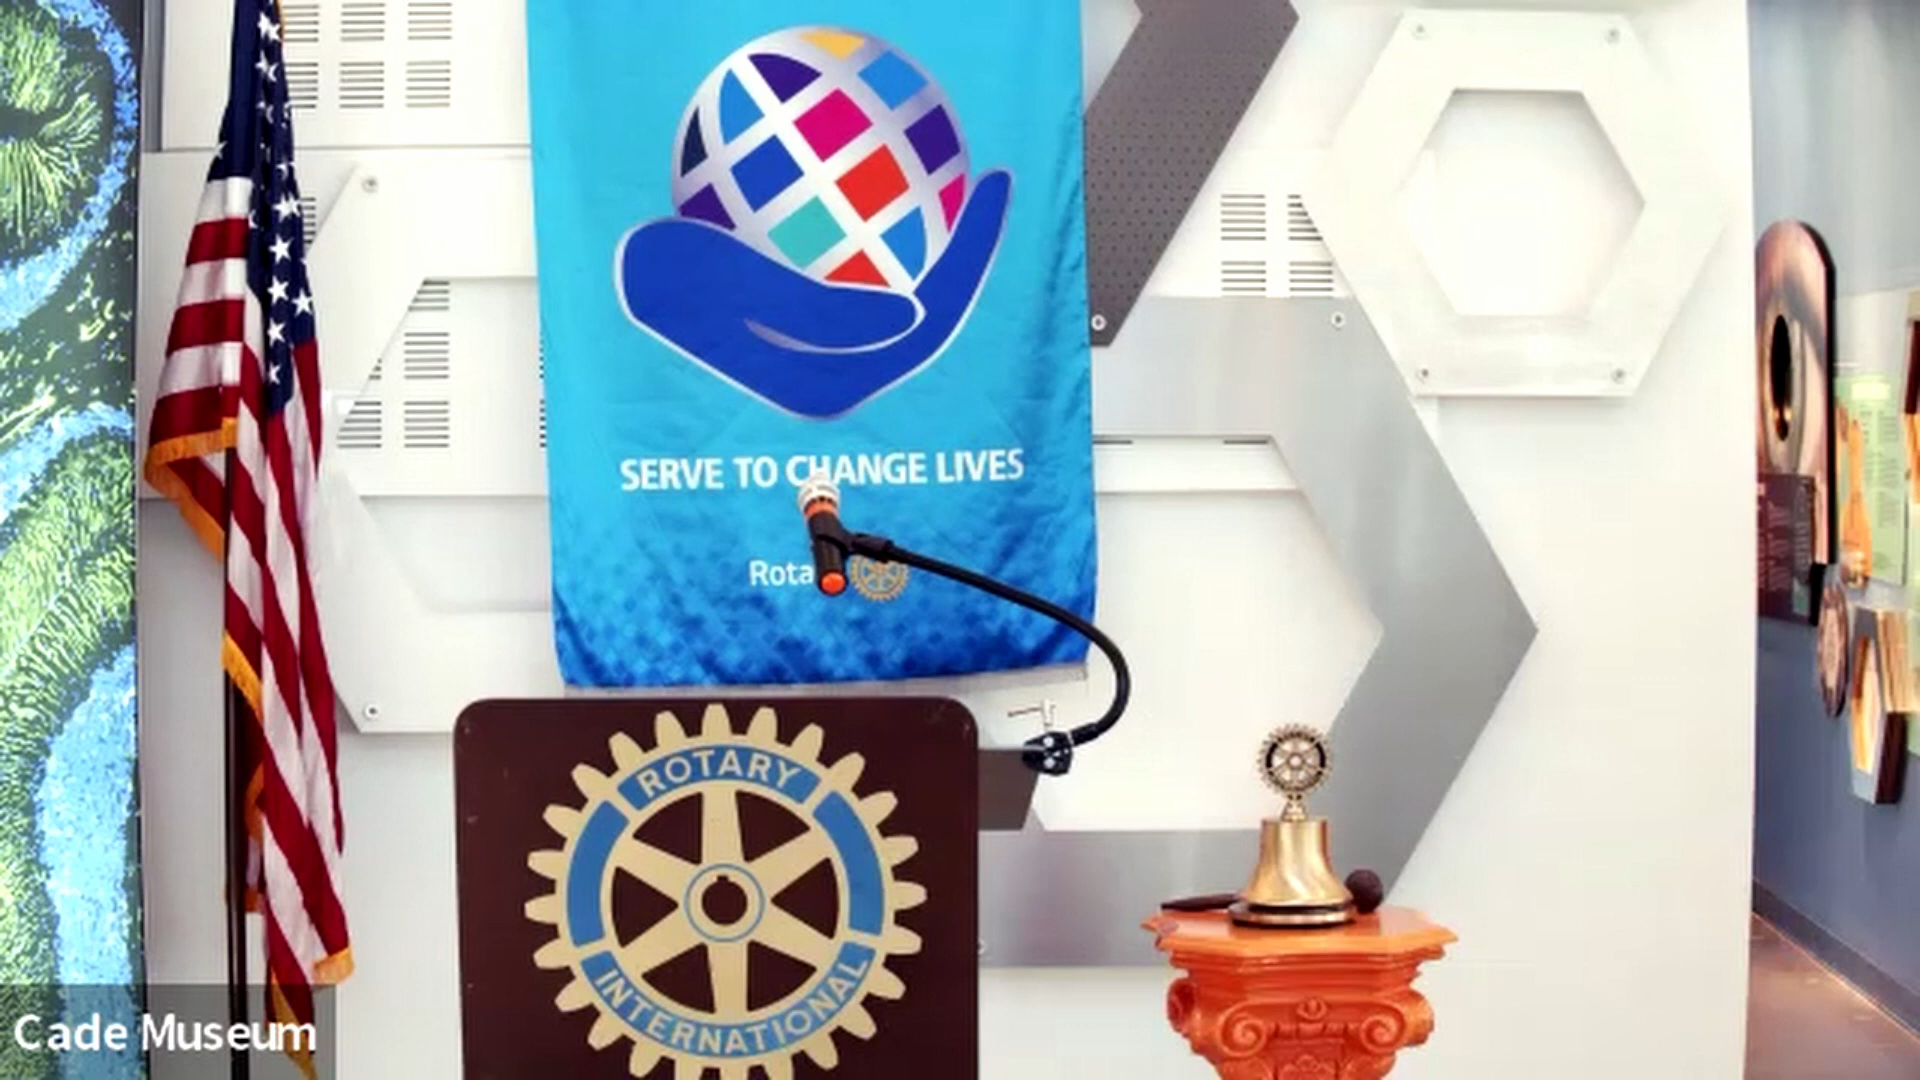 SERVE TO CHANGE LIVES
Rota
ROTARY
INTERNATIONAL
Cade Museum